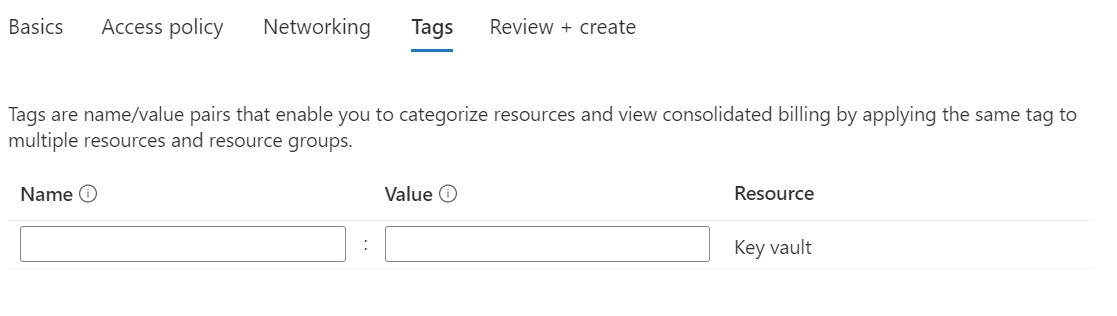 Basics Access policy Networking Tags Review + create
Tags are name/value pairs that enable you to categorize resources and view consolidated billing by applying the same tag to
multiple resources and resource groups.
Name Value Resource
: Key vault